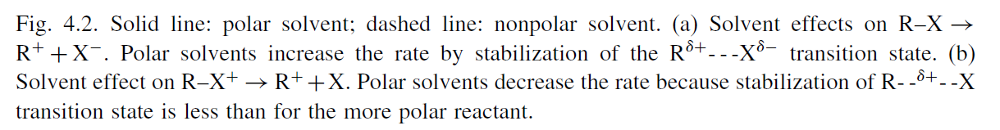 Fig. 4.2. Solid line: polar solvent; dashed line: nonpolar solvent. (a) Solvent effects on R–X →
R⁺ + X⁻. Polar solvents increase the rate by stabilization of the Rᵟ⁺- - -Xᵟ⁻ transition state. (b)
Solvent effect on R–X⁺ → R⁺ + X. Polar solvents decrease the rate because stabilization of R- -ᵟ⁺- -X
transition state is less than for the more polar reactant.